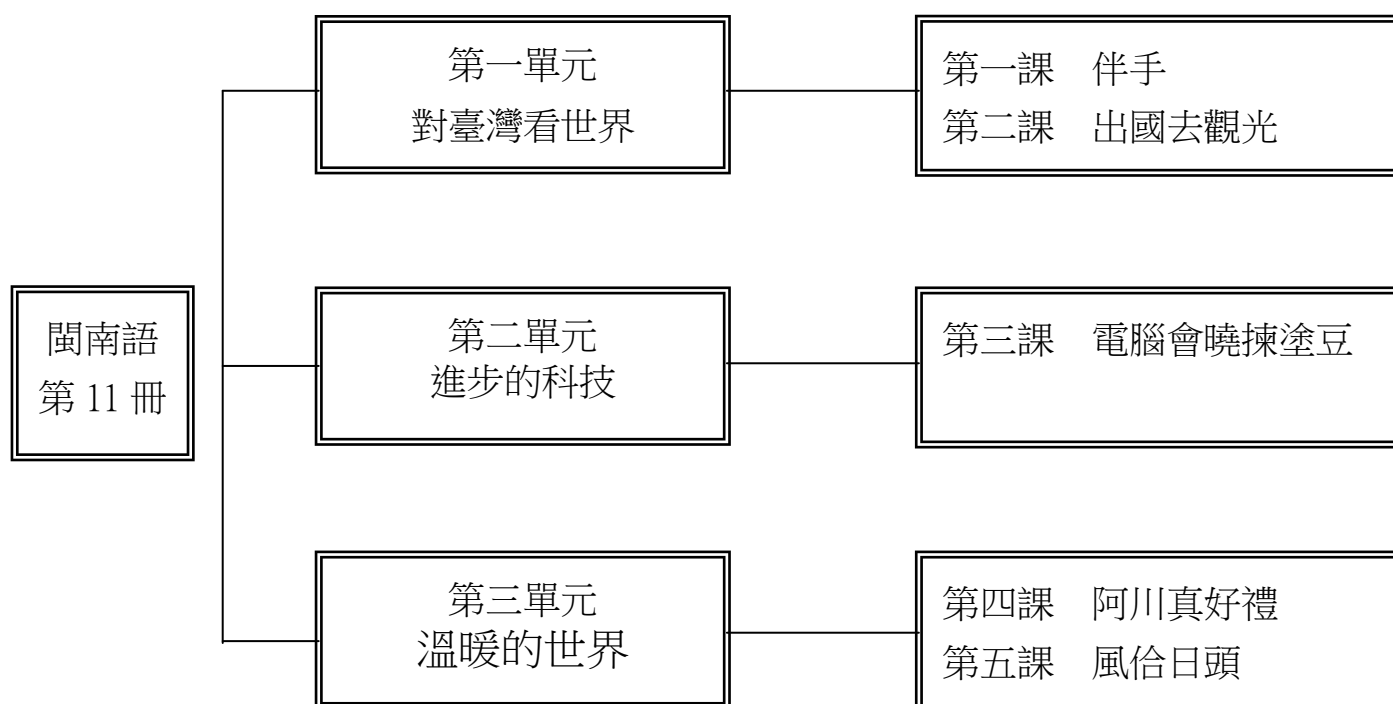 閩南語
第 11 冊
第一單元
對臺灣看世界
第一課 伴手
第二課 出國去觀光
第二單元
進步的科技
第三課 電腦會曉揀塗豆
第三單元
溫暖的世界
第四課 阿川真好禮
第五課 風佮日頭